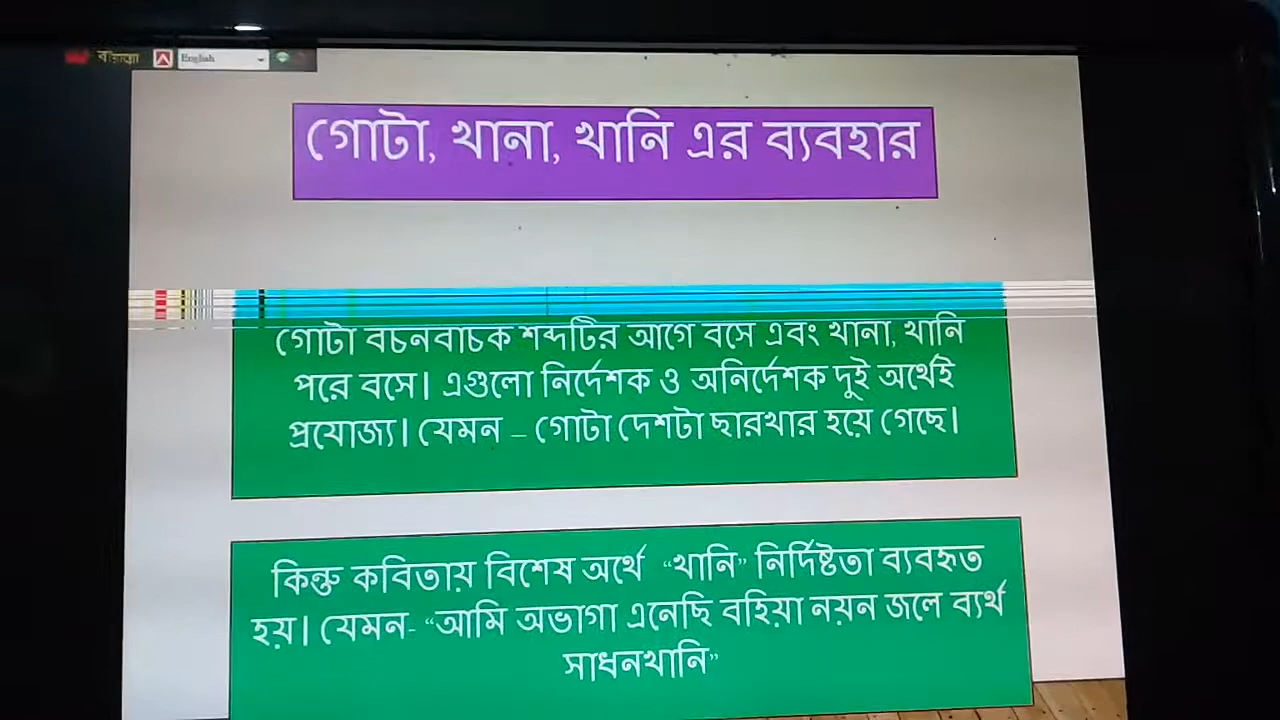 English
গোটা, খানা, খানি এর ব্যবহার
গোটা বচনবাচক শব্দটির আগে বসে এবং খানা, খানি
পরে বসে। এগুলো নির্দেশক ও অনির্দেশক দুই অর্থেই
প্রযোজ্য। যেমন – গোটা দেশটা ছারখার হয়ে গেছে।
কিন্তু কবিতায় বিশেষ অর্থে “খানি” নির্দিষ্টতা ব্যবহৃত
হয়। যেমন- “আমি অভাগা এনেছি বহিয়া নয়ন জলে ব্যর্থ
সাধনখানি”